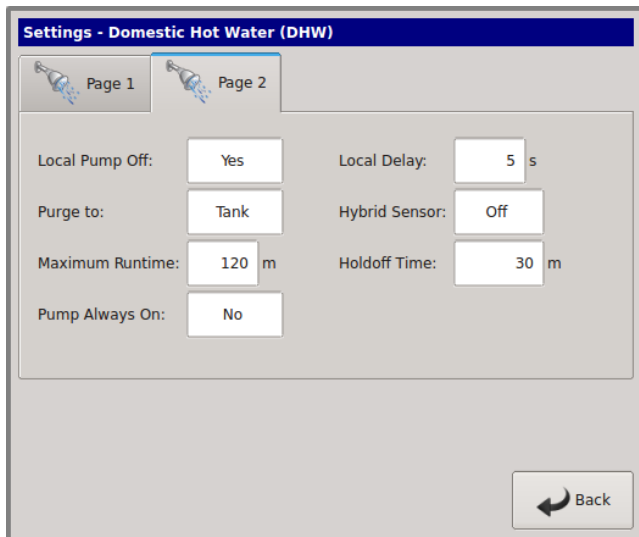 Settings - Domestic Hot Water (DHW)
Page 1 Page 2
Local Pump Off: Yes Local Delay: 5 s
Purge to: Tank Hybrid Sensor: Off
Maximum Runtime: 120 m Holdoff Time: 30 m
Pump Always On: No
Back